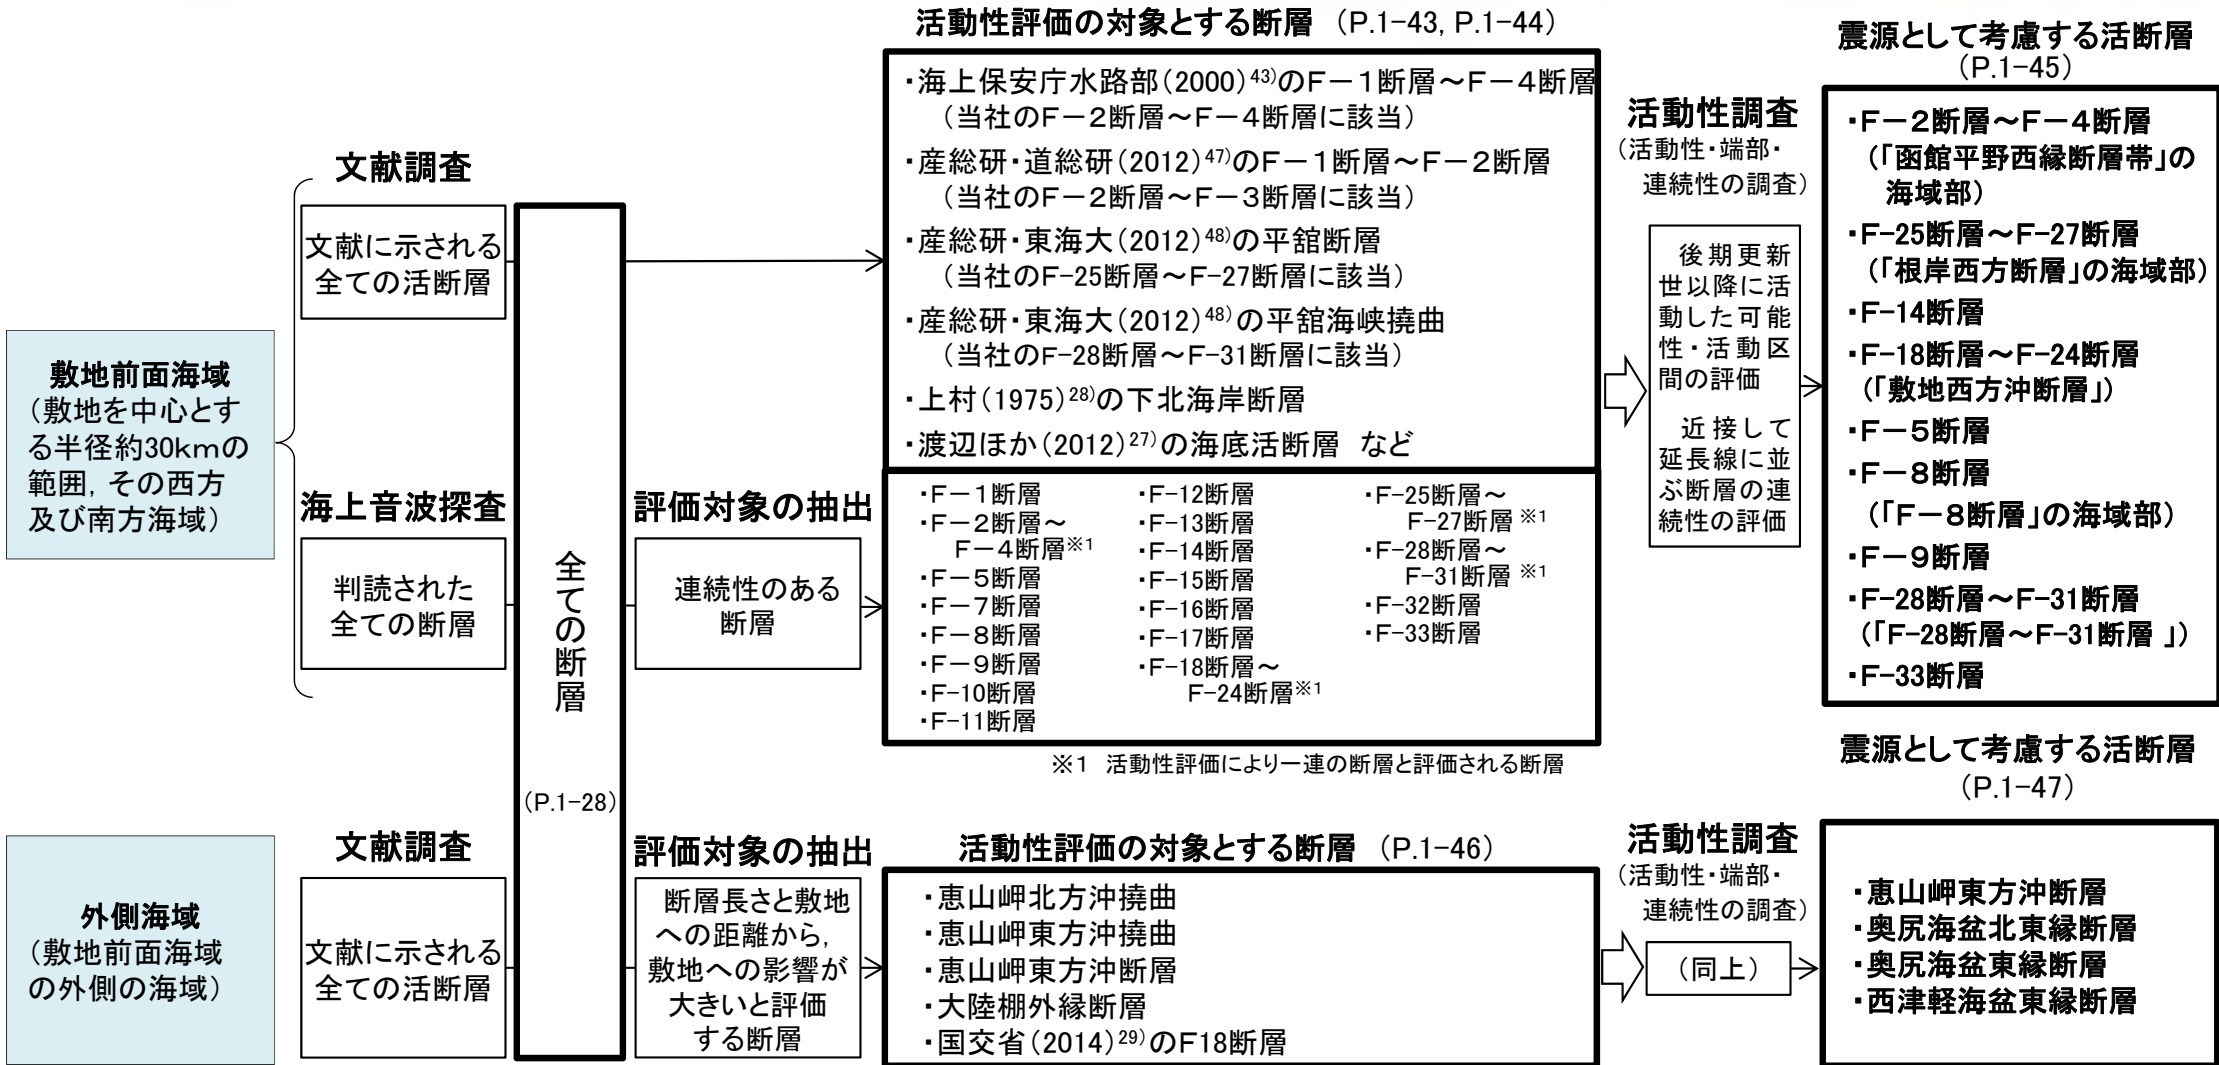 活動性評価の対象とする断層 （P.1-43, P.1-44）
・海上保安庁水路部（2000）43)のＦ－１断層～Ｆ－４断層
（当社のＦ－２断層～Ｆ－４断層に該当）
・産総研・道総研（2012）47)のＦ－１断層～Ｆ－２断層
（当社のＦ－２断層～Ｆ－３断層に該当）
・産総研・東海大（2012）48)の平舘断層
（当社のF-25断層～F-27断層に該当）
・産総研・東海大（2012）48)の平舘海峡撓曲
（当社のF-28断層～F-31断層に該当）
・上村（1975）28)の下北海岸断層
・渡辺ほか（2012）27)の海底活断層 など
文献調査
文献に示される
全ての活断層
敷地前面海域
（敷地を中心とす
る半径約30kmの
範囲，その西方
及び南方海域）
海上音波探査
判読された
全ての断層
全ての断層
（P.1-28）
評価対象の抽出
連続性のある
断層
・Ｆ－１断層
・Ｆ－２断層～
Ｆ－４断層※1
・Ｆ－５断層
・Ｆ－７断層
・Ｆ－８断層
・Ｆ－９断層
・F-10断層
・F-11断層
・F-12断層
・F-13断層
・F-14断層
・F-15断層
・F-16断層
・F-17断層
・F-18断層～
F-24断層※1
・F-25断層～
F-27断層※1
・F-28断層～
F-31断層※1
・F-32断層
・F-33断層
※1 活動性評価により一連の断層と評価される断層
活動性調査
（活動性・端部・
連続性の調査）
後期更新
世以降に活
動した可能
性・活動区
間の評価
近接して
延長線に並
ぶ断層の連
続性の評価
震源として考慮する活断層
（P.1-45）
・Ｆ－２断層～Ｆ－４断層
（「函館平野西縁断層帯」の
海域部）
・F-25断層～F-27断層
（「根岸西方断層」の海域部）
・F-14断層
・F-18断層～F-24断層
（「敷地西方沖断層」）
・Ｆ－５断層
・Ｆ－８断層
（「Ｆ－８断層」の海域部）
・Ｆ－９断層
・F-28断層～F-31断層
（「F-28断層～F-31断層 」）
・F-33断層
外側海域
（敷地前面海域
の外側の海域）
文献調査
文献に示される
全ての活断層
評価対象の抽出
断層長さと敷地
への距離から，
敷地への影響が
大きいと評価
する断層
活動性評価の対象とする断層 （P.1-46）
・恵山岬北方沖撓曲
・恵山岬東方沖撓曲
・恵山岬東方沖断層
・大陸棚外縁断層
・国交省（2014）29)のF18断層
活動性調査
（活動性・端部・
連続性の調査）
（同上）
震源として考慮する活断層
（P.1-47）
・恵山岬東方沖断層
・奥尻海盆北東縁断層
・奥尻海盆東縁断層
・西津軽海盆東縁断層